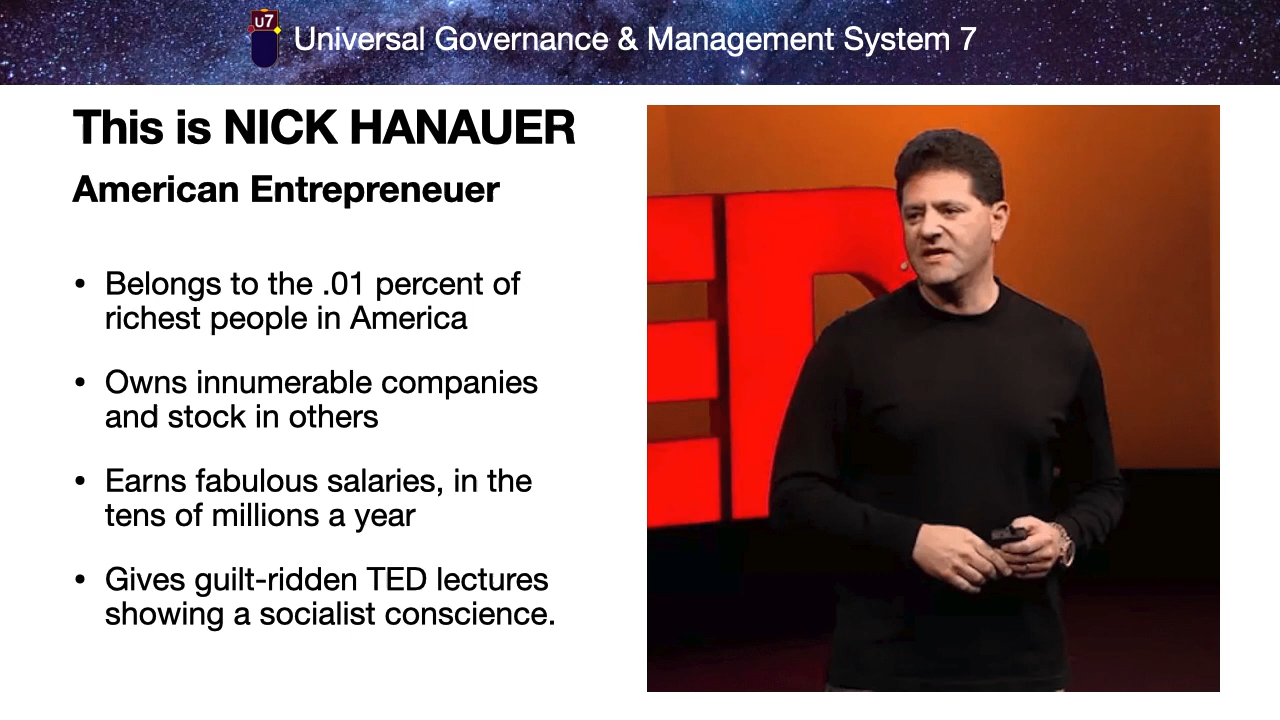 U7
Universal Governance & Management System 7
This is NICK HANAUER
American Entrepreneuer
• Belongs to the .01 percent of
richest people in America
• Owns innumerable companies
and stock in others
• Earns fabulous salaries, in the
tens of millions a year
• Gives guilt-ridden TED lectures
showing a socialist conscience.
ED